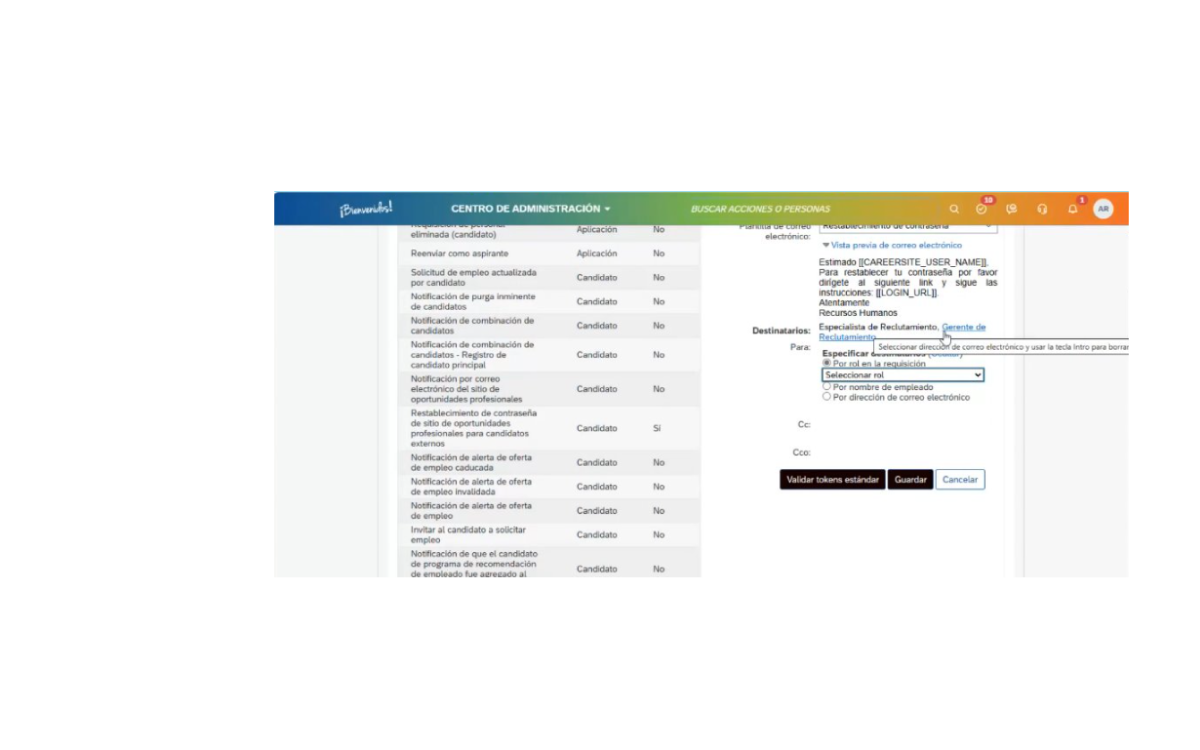 ¡Bienvenid@s!
CENTRO DE ADMINISTRACIÓN
BUSCAR ACCIONES O PERSONAS
10
1
AR
Requisición de personal
eliminada (candidato)
Aplicación
No
Reenviar como aspirante
Aplicación
No
Solicitud de empleo actualizada
por candidato
Candidato
No
Notificación de purga inminente
de candidatos
Candidato
No
Notificación de combinación de
candidatos
Candidato
No
Notificación de combinación de
candidatos - Registro de
candidato principal
Candidato
No
Notificación por correo
electrónico del sitio de
oportunidades profesionales
Candidato
No
Restablecimiento de contraseña
de sitio de oportunidades
profesionales para candidatos
externos
Candidato
Sí
Notificación de alerta de oferta
de empleo caducada
Candidato
No
Notificación de alerta de oferta
de empleo invalidada
Candidato
No
Notificación de alerta de oferta
de empleo
Candidato
No
Invitar al candidato a solicitar
empleo
Candidato
No
Notificación de que el candidato
de programa de recomendación
de empleado fue agregado al
Candidato
No
Plantilla de correo
electrónico:
Restablecimiento de contraseña
Vista previa de correo electrónico
Estimado [[CAREERSITE_USER_NAME]].
Para restablecer tu contraseña por favor
dirígete al siguiente link y sigue las
instrucciones: [[LOGIN_URL]].
Atentamente
Recursos Humanos
Destinatarios:
Especialista de Reclutamiento, Gerente de
Reclutamiento
Para:
Seleccionar dirección de correo electrónico y usar la tecla Intro para borrar
Especificar
Por rol en la requisición
Seleccionar rol
Por nombre de empleado
Por dirección de correo electrónico
Cc:
Cco:
Validar tokens estándar
Guardar
Cancelar